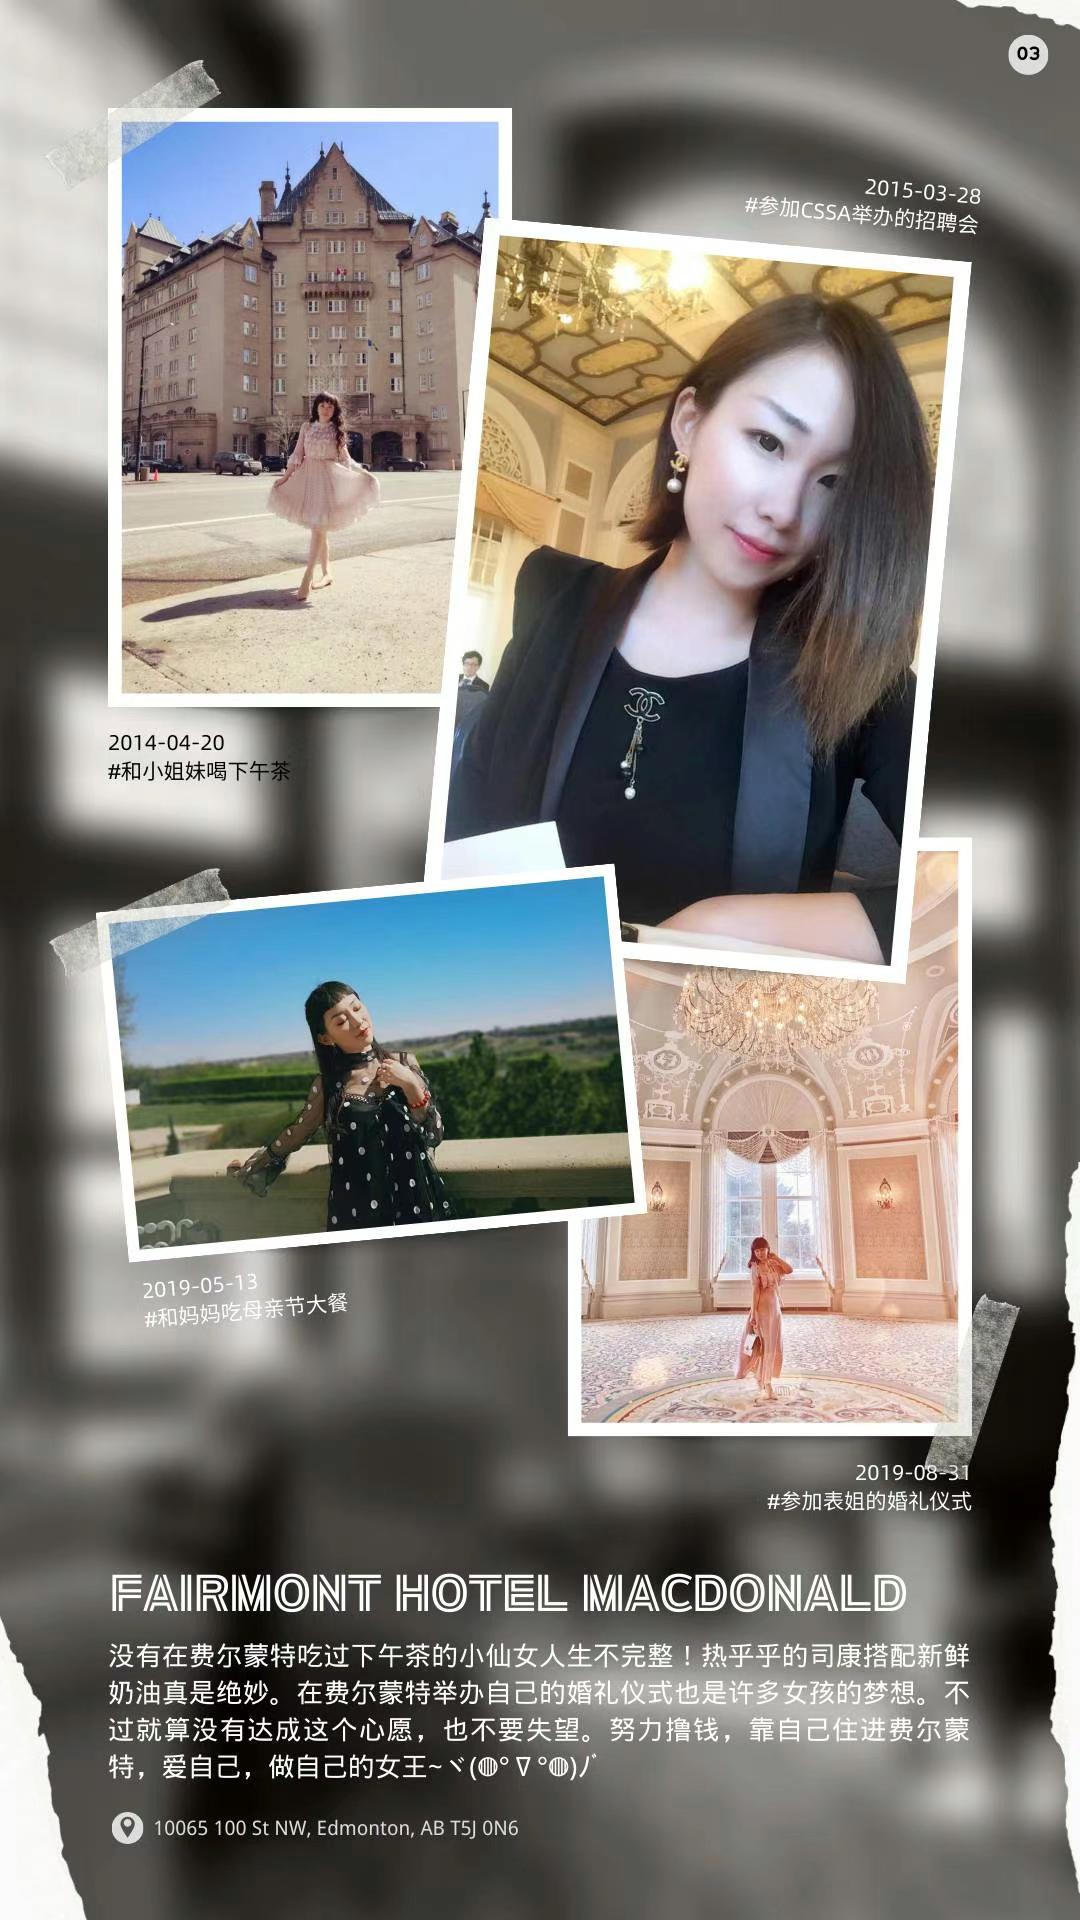 03
2015-03-28
#参加CSSA举办的招聘会
2014-04-20
#和小姐妹喝下午茶
2019-05-13
#和妈妈吃母亲节大餐
2019-08-31
#参加表姐的婚礼仪式
FAIRMONT HOTEL MACDONALD
没有在费尔蒙特吃过下午茶的小仙女人生不完整！热乎乎的司康搭配新鲜
奶油真是绝妙。在费尔蒙特举办自己的婚礼仪式也是许多女孩的梦想。不
过就算没有达成这个心愿，也不要失望。努力撸钱，靠自己住进费尔蒙
特，爱自己，做自己的女王~ヾ(◍°∇°◍)ﾉﾞ
10065 100 St NW, Edmonton, AB T5J 0N6